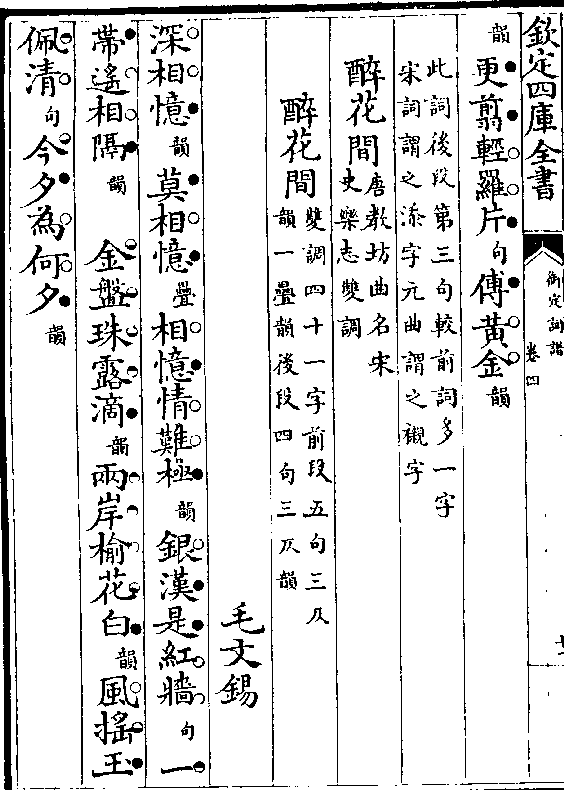 欽定四庫全書
御定詞譜
卷四
韻更翦輕羅片句傅黃金韻
此詞後段第三句較前詞多一字
宋詞謂之添字元曲謂之襯字
醉花間唐教坊曲名宋
史樂志雙調
醉花間雙調四十一字前段五句三仄
韻一疊韻後段四句三仄韻
毛文錫
深相憶韻莫相憶疊相憶情難極韻銀漢是紅牆句一
帶遙相隔韻 金盤珠露滴韻兩岸榆花白韻風搖玉
佩清句今夕為何夕韻